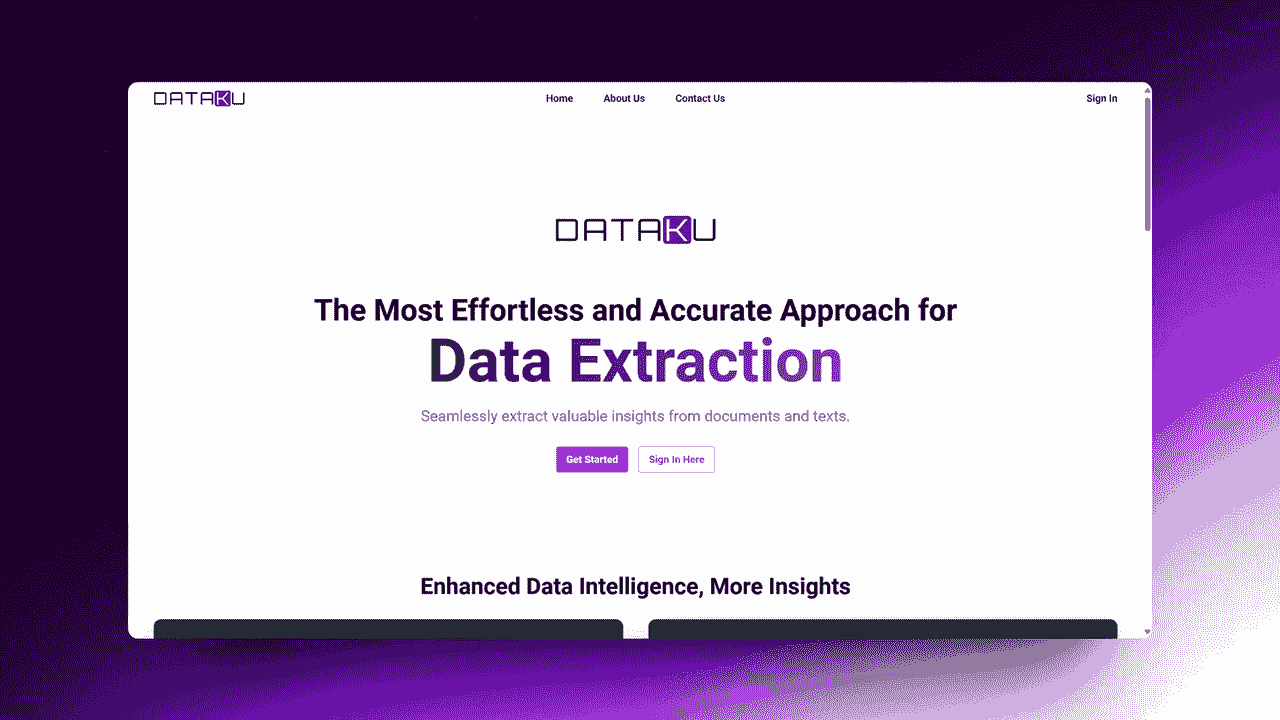 DATAKU
Home About Us Contact Us
Sign In
DATAKU
The Most Effortless and Accurate Approach for
Data Extraction
Seamlessly extract valuable insights from documents and texts.
Get Started Sign In Here
Enhanced Data Intelligence, More Insights